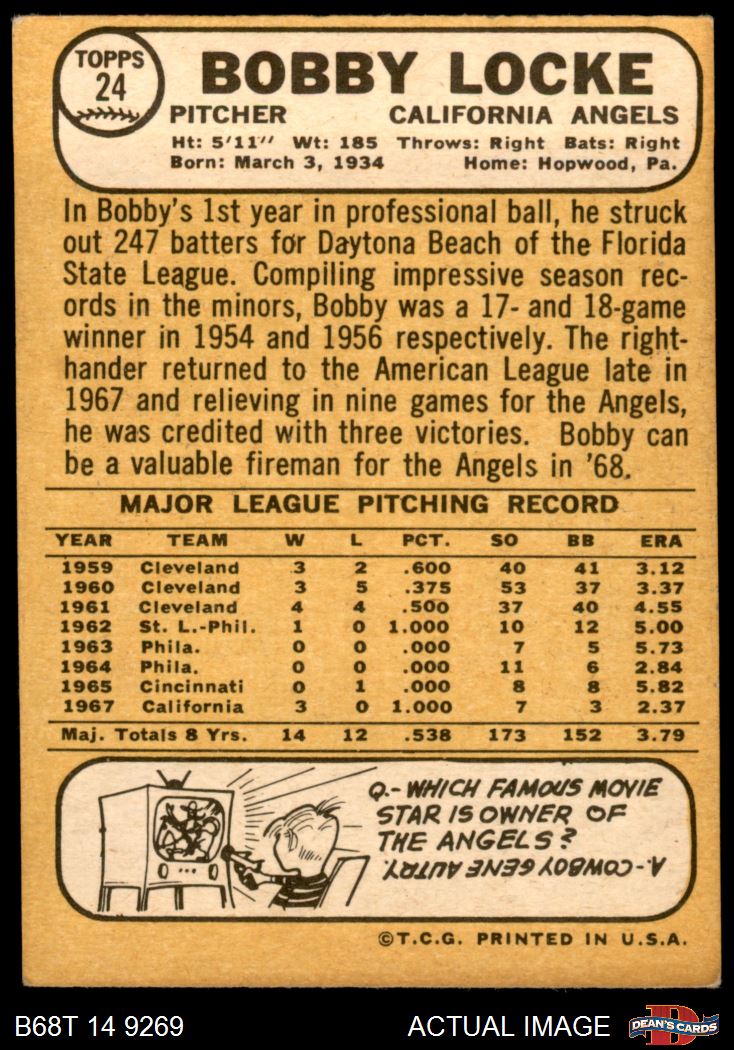 TOPPS
24
BOBBY LOCKE
PITCHER CALIFORNIA ANGELS
Ht: 5'11" Wt: 185 Throws: Right Bats: Right
Born: March 3, 1934 Home: Hopwood, Pa.
In Bobby's 1st year in professional ball, he struck
out 247 batters for Daytona Beach of the Florida
State League. Compiling impressive season rec-
ords in the minors, Bobby was a 17- and 18-game
winner in 1954 and 1956 respectively. The right-
hander returned to the American League late in
1967 and relieving in nine games for the Angels,
he was credited with three victories. Bobby can
be a valuable fireman for the Angels in '68.
MAJOR LEAGUE PITCHING RECORD
YEAR TEAM W L PCT. SO BB ERA
1959 Cleveland 3 2 .600 40 41 3.12
1960 Cleveland 3 5 .375 53 37 3.37
1961 Cleveland 4 4 .500 37 40 4.55
1962 St. L.-Phil. 1 0 1.000 10 12 5.00
1963 Phila. 0 0 .000 7 5 5.73
1964 Phila. 0 0 .000 11 6 2.84
1965 Cincinnati 0 1 .000 8 8 5.82
1967 California 3 0 1.000 7 3 2.37
Maj. Totals 8 Yrs. 14 12 .538 173 152 3.79
Q.-WHICH FAMOUS MOVIE
STAR IS OWNER OF
THE ANGELS?
A.-COWBOY GENE AUTRY.
©T.C.G. PRINTED IN U.S.A.
B68T 14 9269 ACTUAL IMAGE
D
DEAN'S CARDS